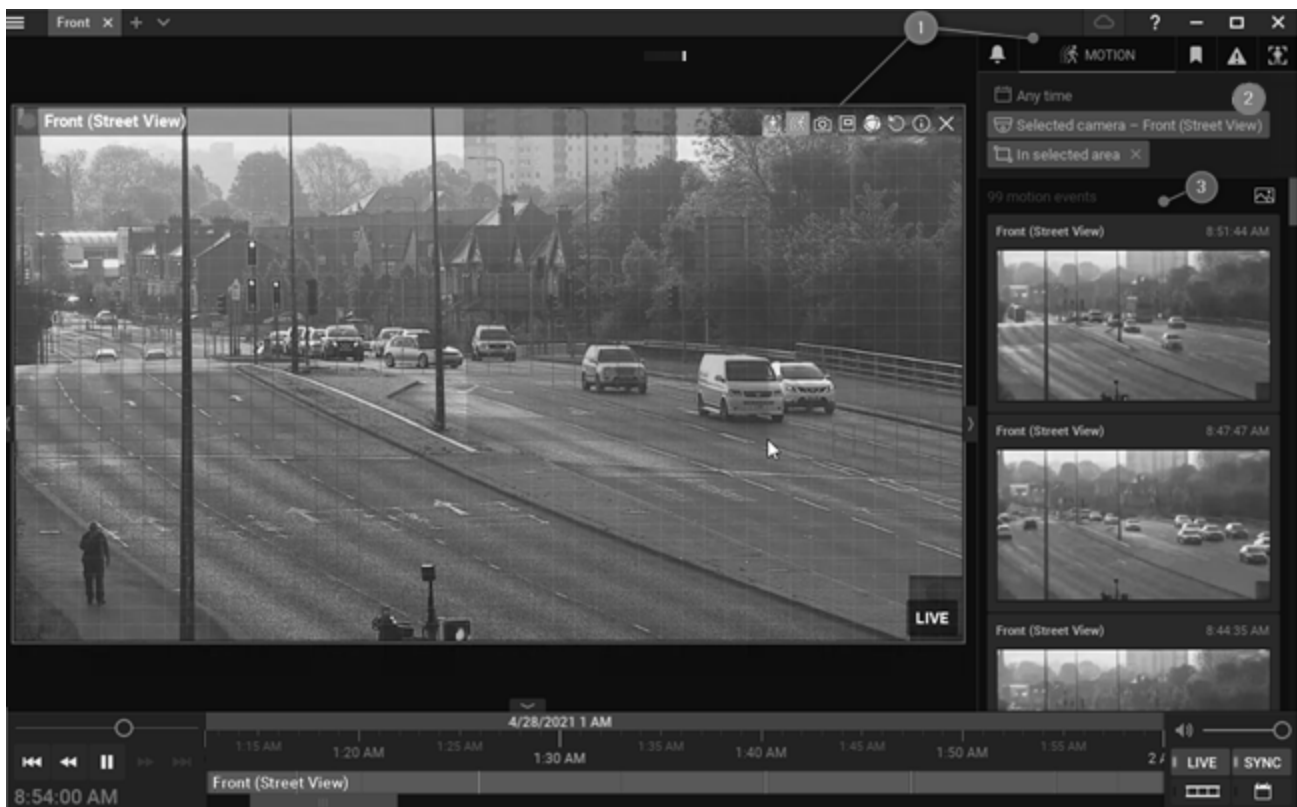 Front
1
?
MOTION
Any time
2
Selected camera – Front (Street View)
In selected area
99 motion events
3
Front (Street View)
8:51:44 AM
Front (Street View)
8:47:47 AM
Front (Street View)
8:44:35 AM
Front (Street View)
LIVE
4/28/2021 1 AM
1:15 AM
1:20 AM
1:25 AM
1:30 AM
1:35 AM
1:40 AM
1:45 AM
1:50 AM
1:55 AM
Front (Street View)
8:54:00 AM
LIVE
SYNC